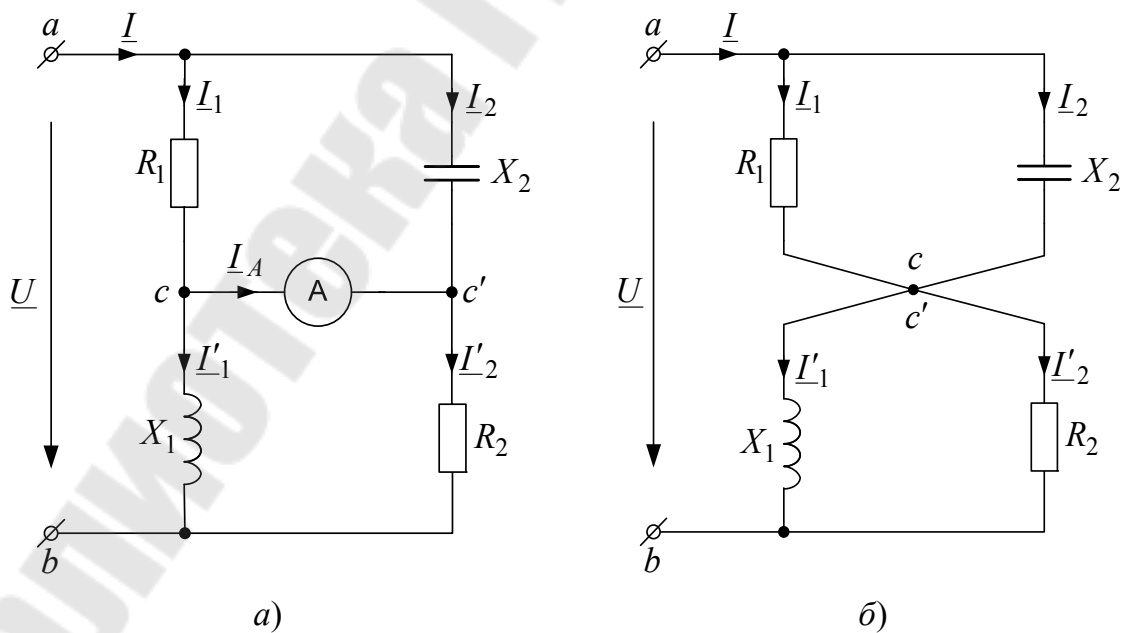 a I a I
I1 I2 I1 I2
R1 X2 R1 X2
U c IA A c' U c
c'
I'1 I'2 I'1 I'2
X1 R2 X1 R2
b b
а) б)